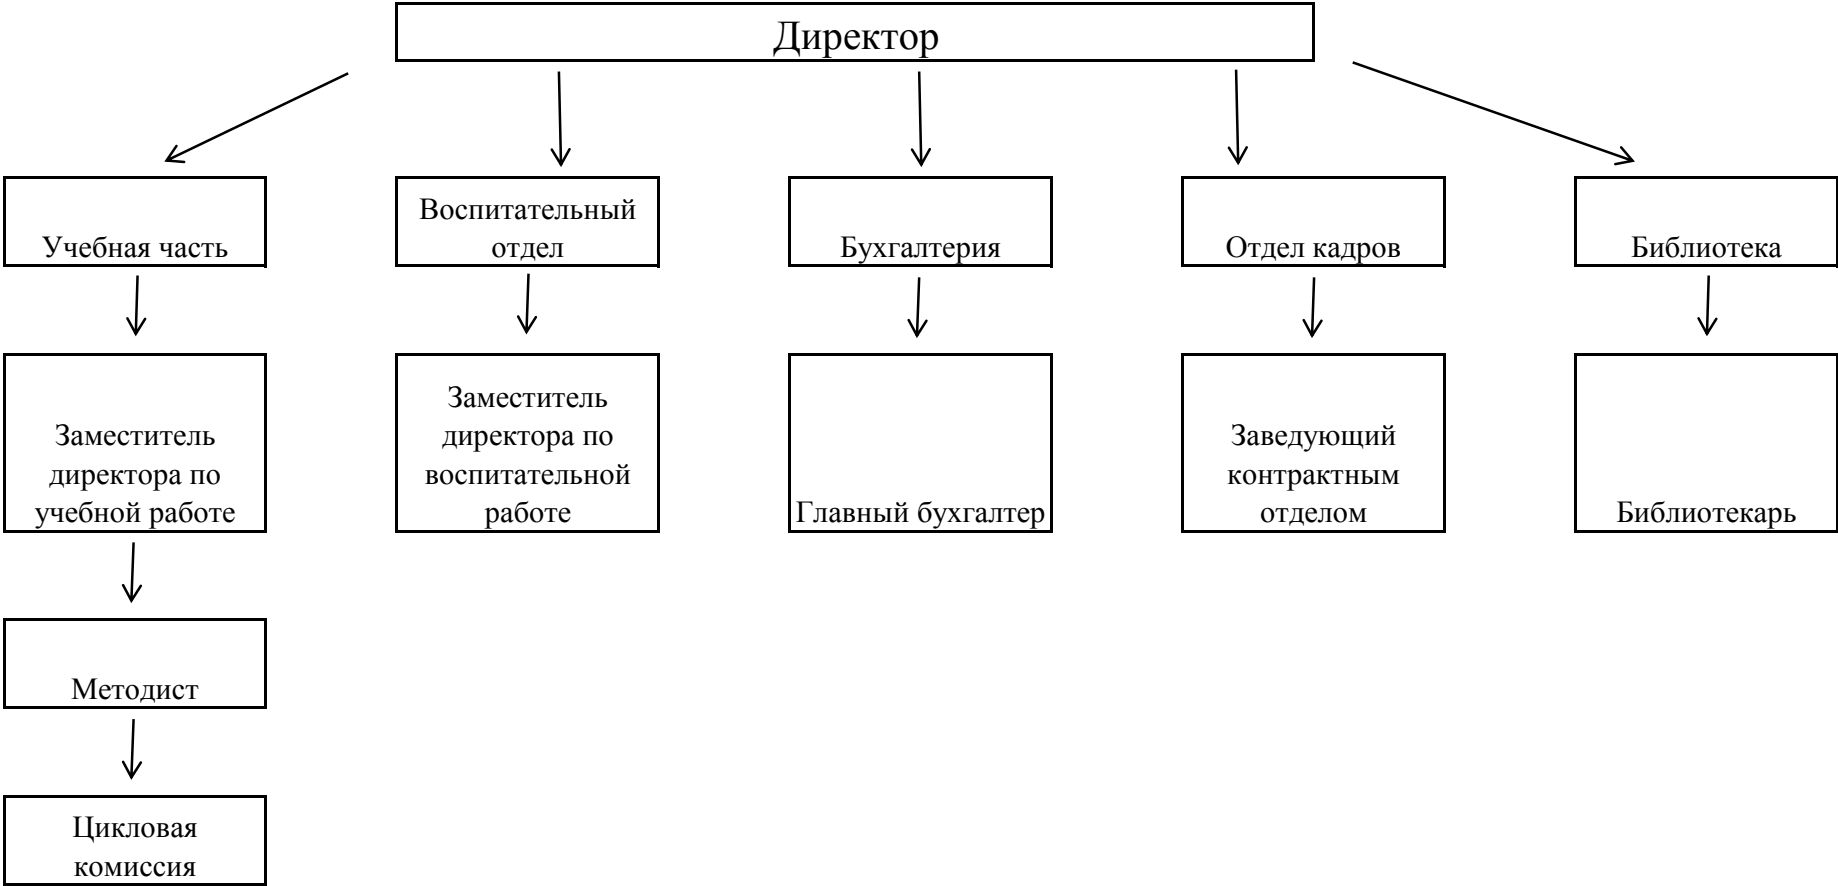 Директор
Учебная часть
Воспитательный
отдел
Бухгалтерия
Отдел кадров
Библиотека
Заместитель
директора по
учебной работе
Заместитель
директора по
воспитательной
работе
Главный бухгалтер
Заведующий
контрактным
отделом
Библиотекарь
Методист
Цикловая
комиссия